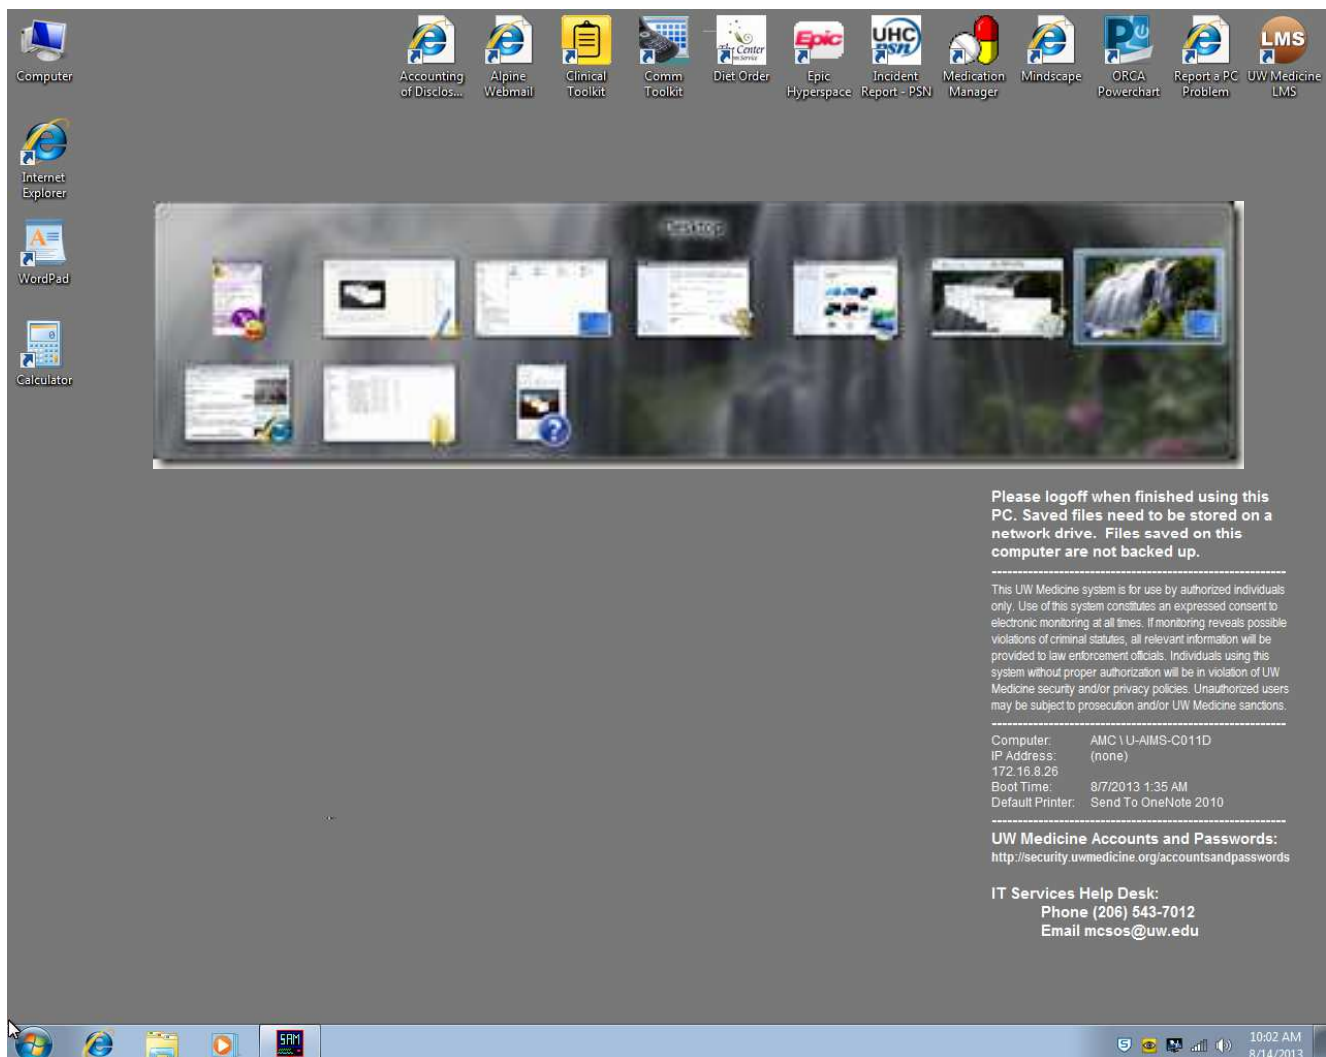 Computer
Accounting of Disclos...
Alpine Webmail
Clinical Toolkit
Comm Toolkit
Diet Order
Epic Hyperspace
Incident Report - PSN
Medication Manager
Mindscape
ORCA Powerchart
Report a PC Problem
UW Medicine LMS
Epic
UHC
PSN
LMS
Internet
Explorer
WordPad
Calculator
Desktop
Please logoff when finished using this
PC. Saved files need to be stored on a
network drive.  Files saved on this
computer are not backed up.
This UW Medicine system is for use by authorized individuals
only. Use of this system constitutes an expressed consent to
electronic monitoring at all times. If monitoring reveals possible
violations of criminal statutes, all relevant information will be
provided to law enforcement officials. Individuals using this
system without proper authorization will be in violation of UW
Medicine security and/or privacy policies. Unauthorized users
may be subject to prosecution and/or UW Medicine sanctions.
Computer: AMC \ U-AIMS-C011D
IP Address: (none)
172.16.8.26
Boot Time: 8/7/2013 1:35 AM
Default Printer: Send To OneNote 2010
UW Medicine Accounts and Passwords:
http://security.uwmedicine.org/accountsandpasswords
IT Services Help Desk:
Phone (206) 543-7012
Email mcsos@uw.edu
SAM
10:02 AM
8/14/2013